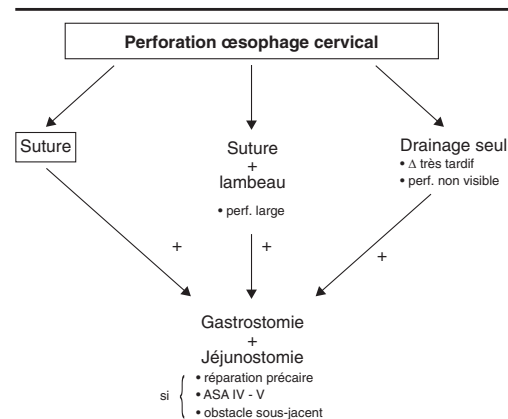 Perforation œsophage cervical
Suture
Suture
+
lambeau
• perf. large
Drainage seul
• Δ très tardif
• perf. non visible
+
+
+
Gastrostomie
+
Jéjunostomie
si
• réparation précaire
• ASA IV - V
• obstacle sous-jacent